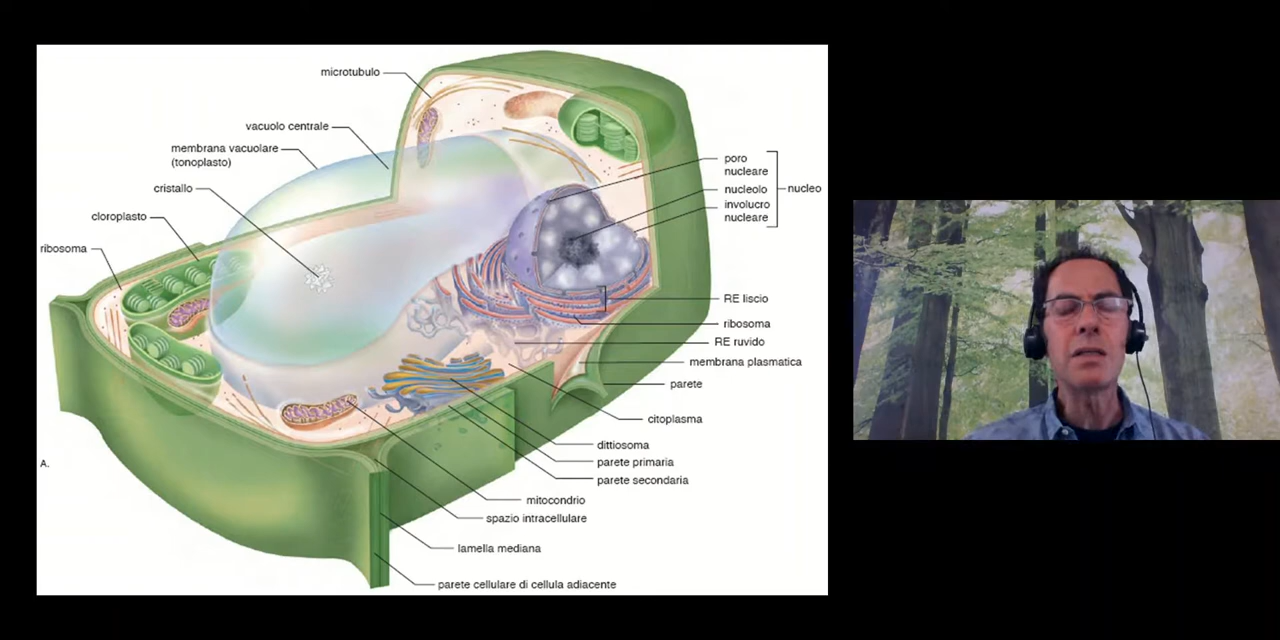 microtubulo
vacuolo centrale
membrana vacuolare
(tonoplasto)
cristallo
cloroplasto
ribosoma
poro
nucleare
nucleolo
involucro
nucleare
nucleo
RE liscio
ribosoma
RE ruvido
membrana plasmatica
parete
citoplasma
dittiosoma
parete primaria
parete secondaria
mitocondrio
spazio intracellulare
lamella mediana
parete cellulare di cellula adiacente
A.